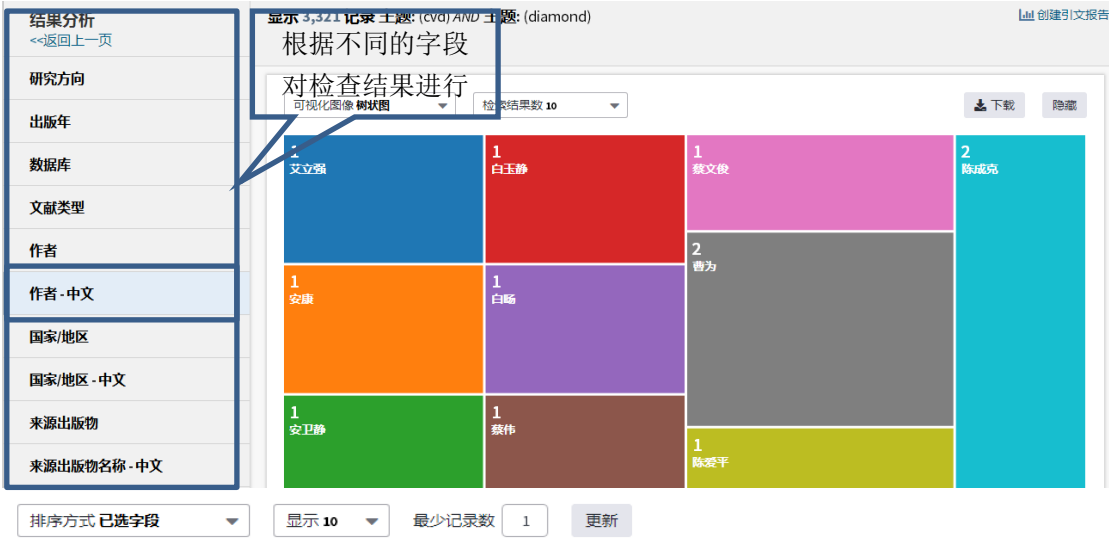 结果分析
<<返回上一页
研究方向
出版年
数据库
文献类型
作者
作者 - 中文
国家/地区
国家/地区 - 中文
来源出版物
来源出版物名称 - 中文
显示 3,321 记录 主题: (cvd) AND 主题: (diamond)
创建引文报告
根据不同的字段
对检查结果进行
可视化图像 树状图
检索结果数 10
下载
隐藏
1
艾立强
1
白玉静
1
蔡文俊
2
陈成克
1
安康
1
白旸
2
曹为
1
安卫静
1
蔡伟
1
陈爱平
排序方式 已选字段
显示 10
最少记录数 1
更新